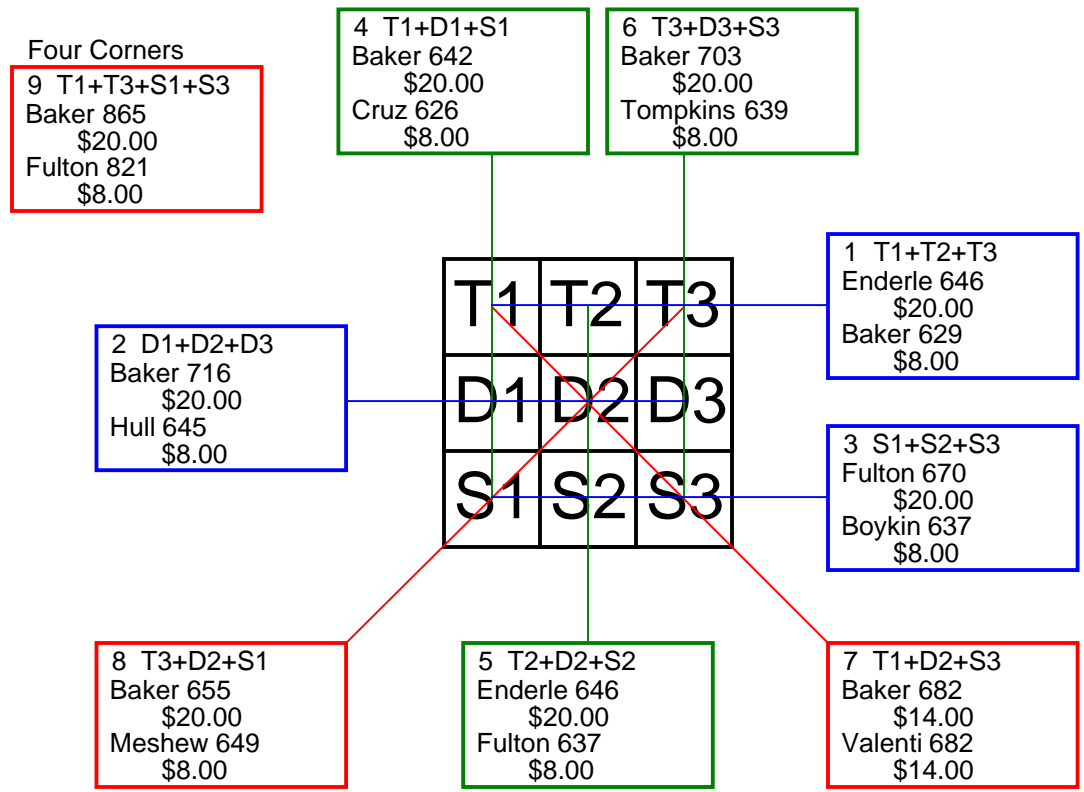 Four Corners
9 T1+T3+S1+S3
Baker 865
$20.00
Fulton 821
$8.00
4 T1+D1+S1
Baker 642
$20.00
Cruz 626
$8.00
6 T3+D3+S3
Baker 703
$20.00
Tompkins 639
$8.00
1 T1+T2+T3
Enderle 646
$20.00
Baker 629
$8.00
2 D1+D2+D3
Baker 716
$20.00
Hull 645
$8.00
T1 T2 T3
D1 D2 D3
S1 S2 S3
3 S1+S2+S3
Fulton 670
$20.00
Boykin 637
$8.00
8 T3+D2+S1
Baker 655
$20.00
Meshew 649
$8.00
5 T2+D2+S2
Enderle 646
$20.00
Fulton 637
$8.00
7 T1+D2+S3
Baker 682
$14.00
Valenti 682
$14.00